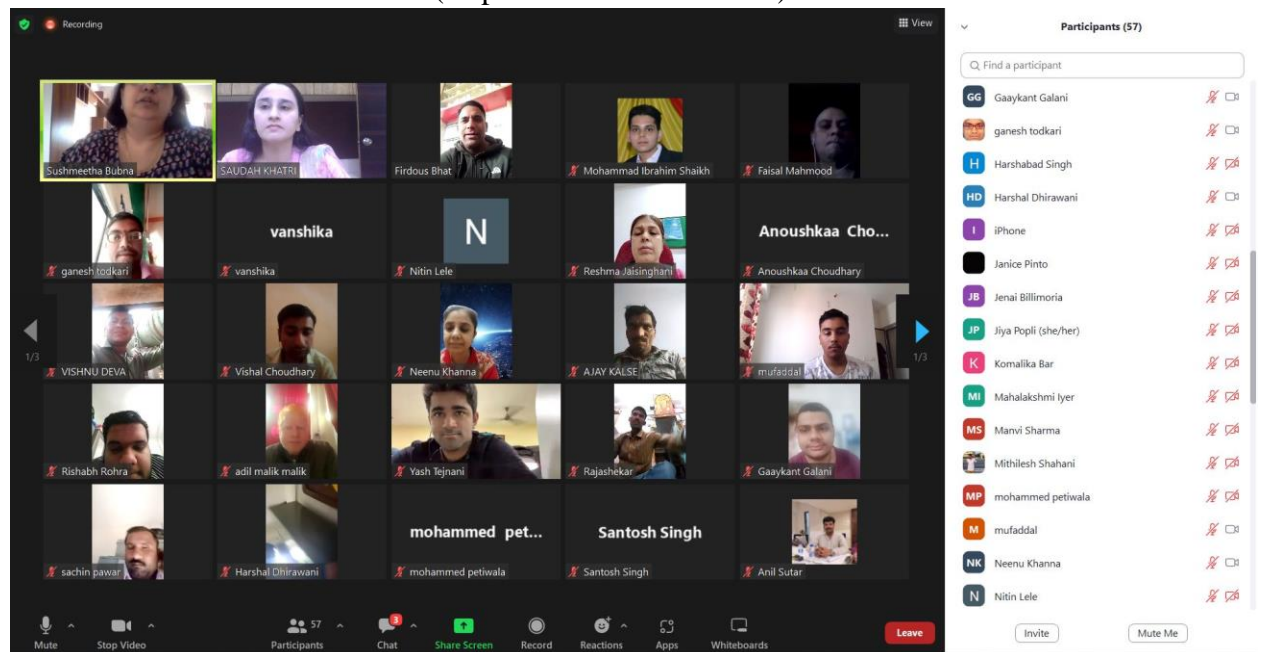 Recording
View
Sushmeetha Bubna
SAUDAH KHATRI
Firdous Bhat
Mohammad Ibrahim Shaikh
Faisal Mahmood
vanshika
N
Anoushkaa Cho...
ganesh todkari
vanshika
Nitin Lele
Reshma Jaisinghani
Anoushkaa Choudhary
1/3
1/3
VISHNU DEVA
Vishal Choudhary
Neenu Khanna
AJAY KALSE
mufaddal
Rishabh Rohra
adil malik malik
Yash Tejnani
Rajashekar
Gaaykant Galani
mohammed pet...
Santosh Singh
sachin pawar
Harshal Dhirawani
mohammed petiwala
Santosh Singh
Anil Sutar
Mute
Stop Video
57
Participants
3
Chat
Share Screen
Record
Reactions
Apps
Whiteboards
Leave
Participants (57)
Find a participant
GG Gaaykant Galani
ganesh todkari
H Harshabad Singh
HD Harshal Dhirawani
I iPhone
Janice Pinto
JB Jenai Billimoria
JP Jiya Popli (she/her)
K Komalika Bar
MI Mahalakshmi Iyer
MS Manvi Sharma
Mithilesh Shahani
MP mohammed petiwala
M mufaddal
NK Neenu Khanna
N Nitin Lele
Invite
Mute Me